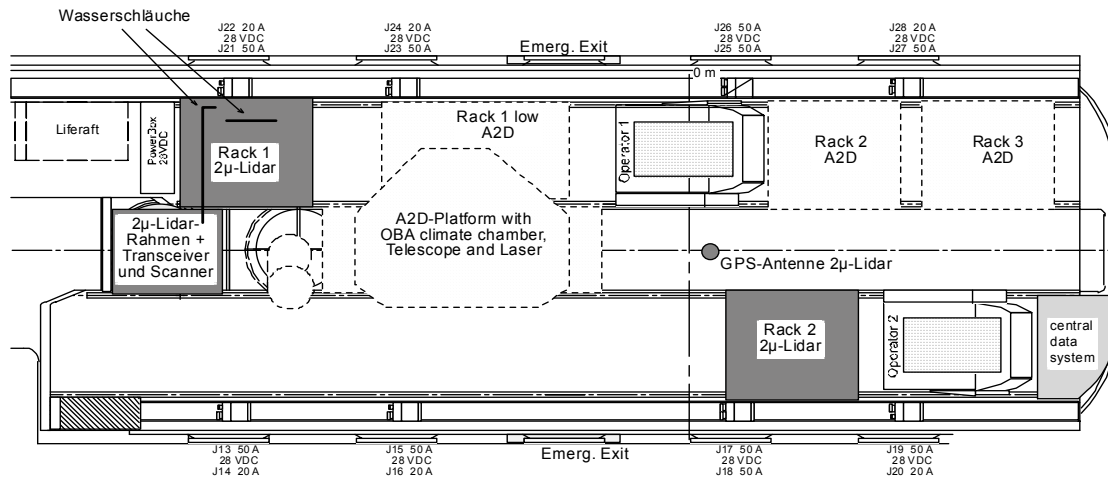 Wasserschläuche
J22 20 A
28 VDC
J21 50 A
J24 20 A
28 VDC
J23 50 A
Emerg. Exit
J26 50 A
28 VDC
J25 50 A
J28 20 A
28 VDC
J27 50 A
0 m
Liferaft
PowerBox
28VDC
Rack 1
2µ-Lidar
Rack 1 low
A2D
Operator 1
Rack 2
A2D
Rack 3
A2D
2µ-Lidar-
Rahmen +
Transceiver
und Scanner
A2D-Platform with
OBA climate chamber,
Telescope and Laser
GPS-Antenne 2µ-Lidar
Rack 2
2µ-Lidar
Operator 2
central
data
system
J13 50 A
28 VDC
J14 20 A
J15 50 A
28 VDC
J16 20 A
Emerg. Exit
J17 50 A
28 VDC
J18 50 A
J19 50 A
28 VDC
J20 20 A